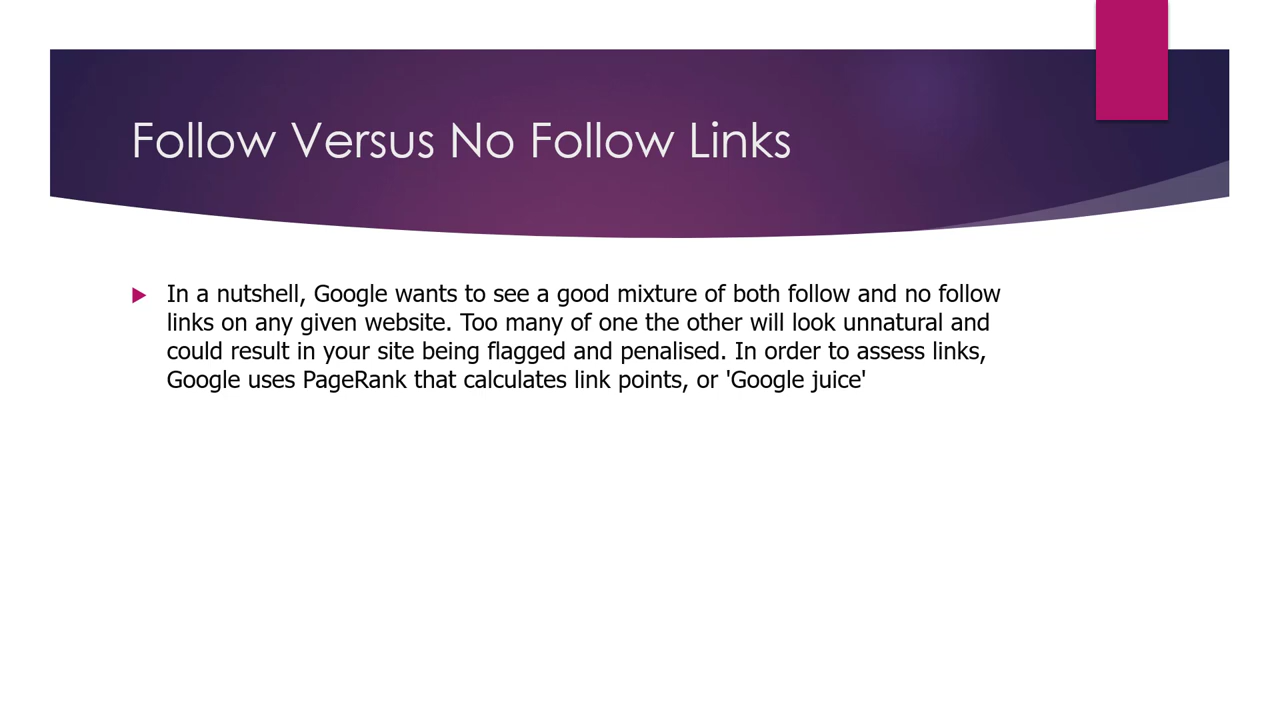 Follow Versus No Follow Links
In a nutshell, Google wants to see a good mixture of both follow and no follow
links on any given website. Too many of one the other will look unnatural and
could result in your site being flagged and penalised. In order to assess links,
Google uses PageRank that calculates link points, or 'Google juice'